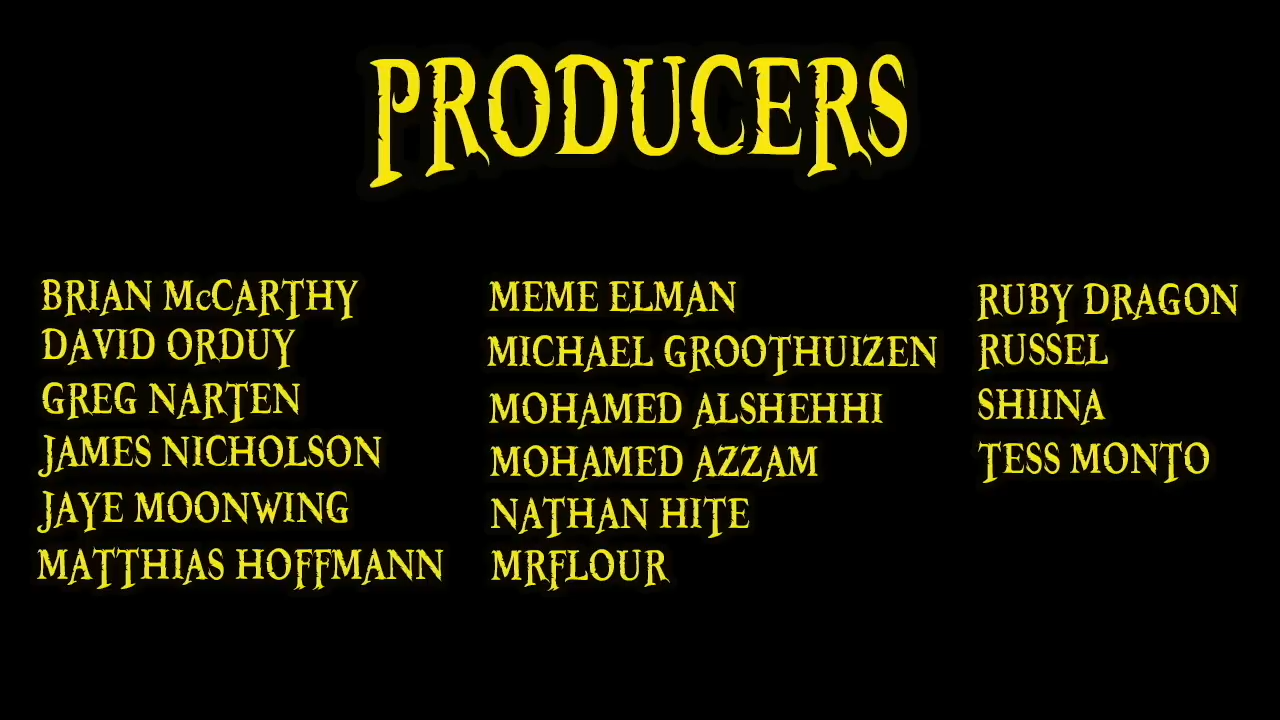 PRODUCERS
BRIAN McCARTHY
DAVID ORDUY
GREG NARTEN
JAMES NICHOLSON
JAYE MOONWING
MATTHIAS HOFFMANN
MEME ELMAN
MICHAEL GROOTHUIZEN
MOHAMED ALSHEHHI
MOHAMED AZZAM
NATHAN HITE
MRFLOUR
RUBY DRAGON
RUSSEL
SHIINA
TESS MONTO